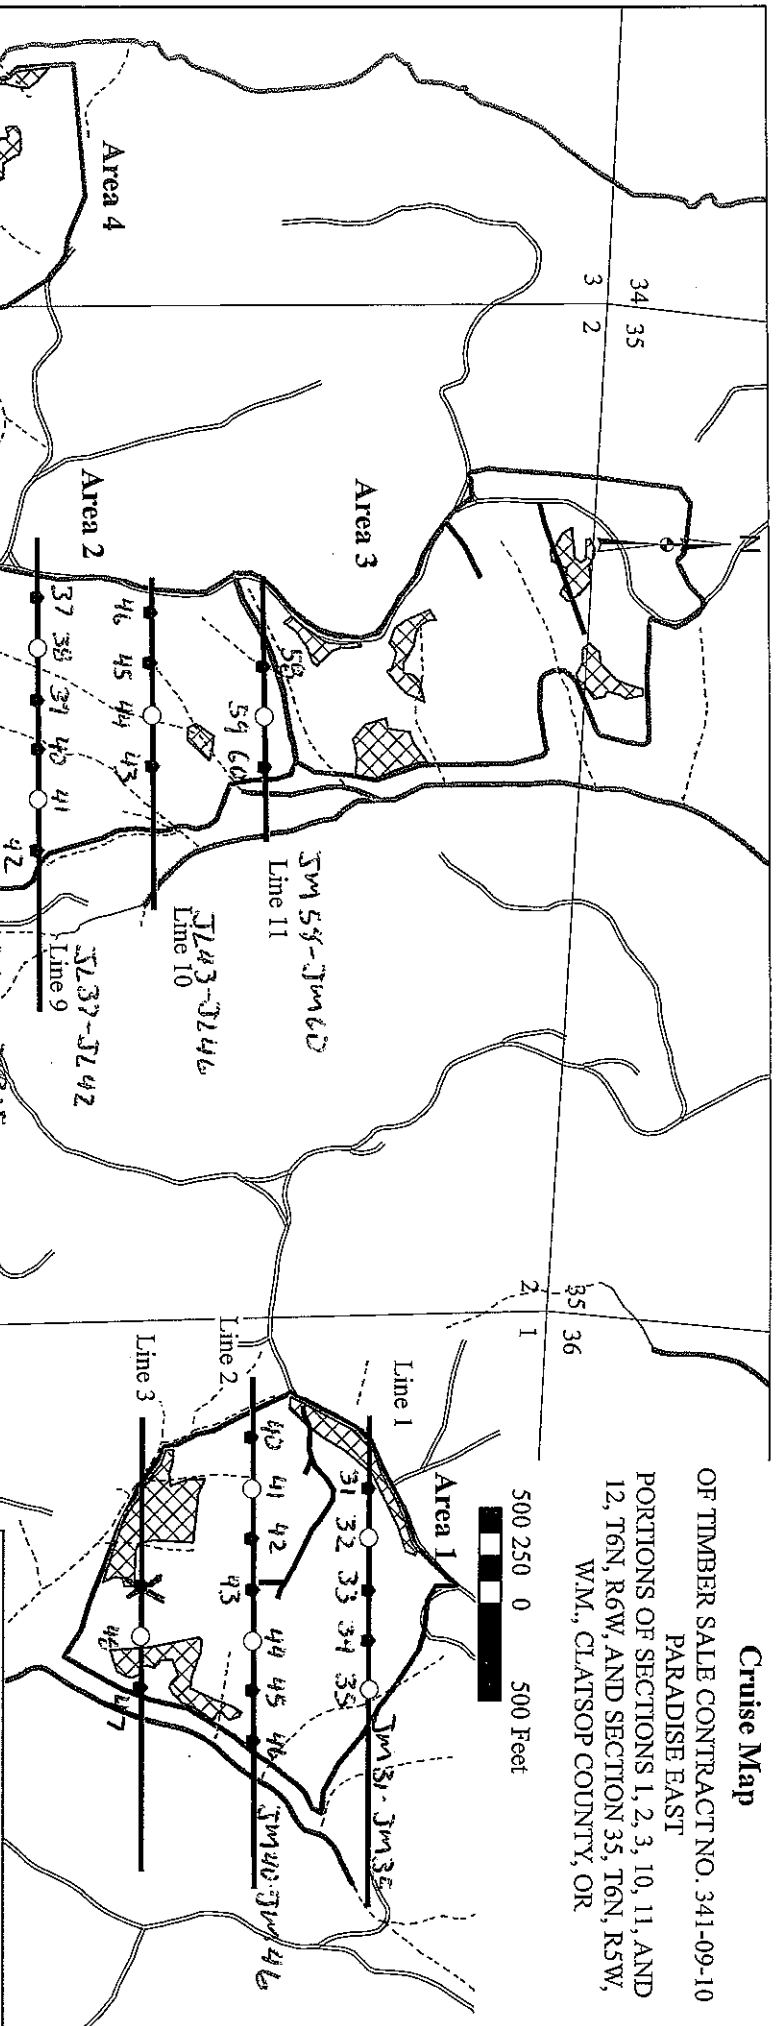 Cruise Map
OF TIMBER SALE CONTRACT NO. 341-09-10
PARADISE EAST
PORTIONS OF SECTIONS 1, 2, 3, 10, 11, AND
12, T6N, R6W, AND SECTION 35, T6N, R5W,
W.M., CLATSOP COUNTY, OR
500 250 0 500 Feet
34 35
3 2
35 36
2 1
N
Area 4
Area 3
Area 2
Area 1
58 59 60
JM58-JM60
Line 11
46 45 44 43
JL43-JL46
Line 10
37 38 39 40 41 42
JL37-JL42
Line 9
Line 1
31 32 33 34 35
JM31-JM35
Line 2
40 41 42 43 44 45 46
JM40-JM46
Line 3
46 47